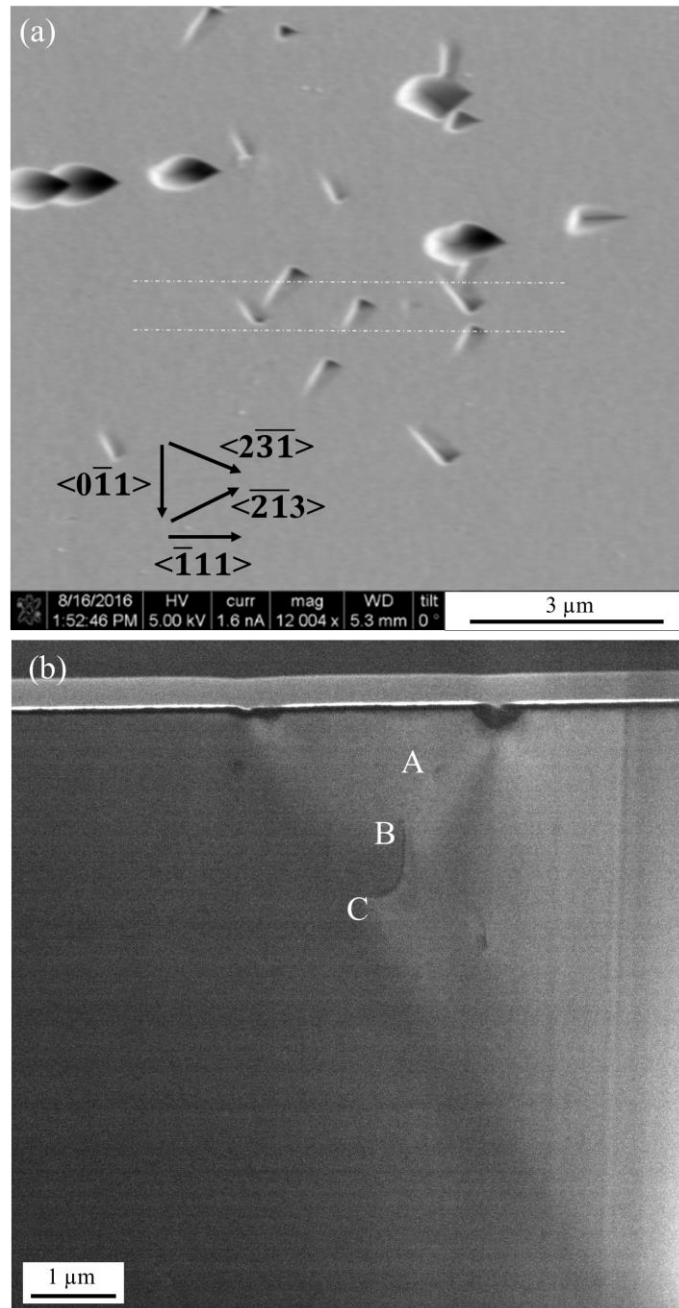 (a)
<23̅1̅>
<01̅1>
<2̅1̅3>
<1̅11>
8/16/2016 HV curr mag WD tilt
1:52:46 PM 5.00 kV 1.6 nA 12 004 x 5.3 mm 0 °
3 µm
(b)
A
B
C
1 µm